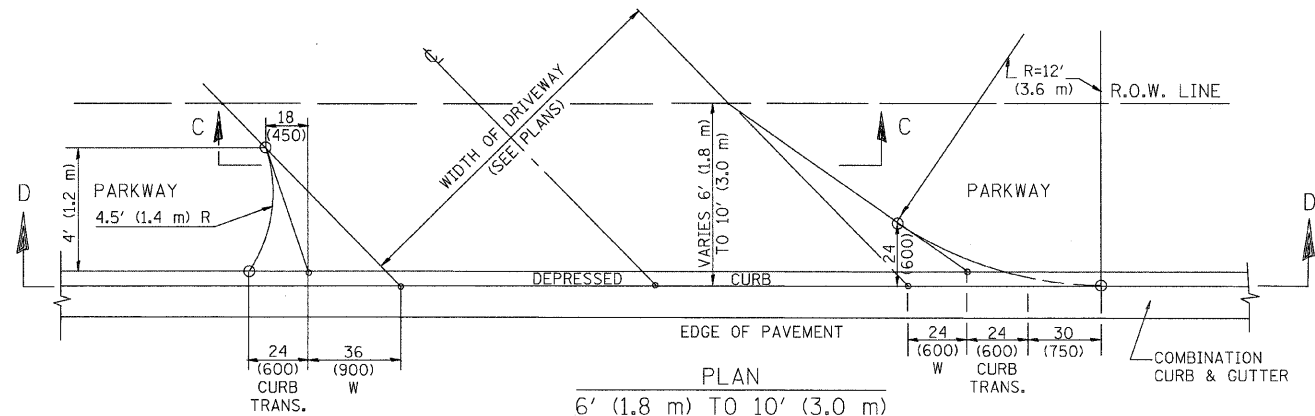 ℄
R=12'
(3.6 m)
R.O.W. LINE
WIDTH OF DRIVEWAY
(SEE PLANS)
C
18
(450)
C
4' (1.2 m)
PARKWAY
4.5' (1.4 m) R
VARIES 6' (1.8 m)
TO 10' (3.0 m)
PARKWAY
D
D
24
(600)
DEPRESSED CURB
EDGE OF PAVEMENT
24
(600)
CURB
TRANS.
36
(900)
W
24
(600)
W
24
(600)
CURB
TRANS.
30
(750)
COMBINATION
CURB & GUTTER
PLAN
6' (1.8 m) TO 10' (3.0 m)